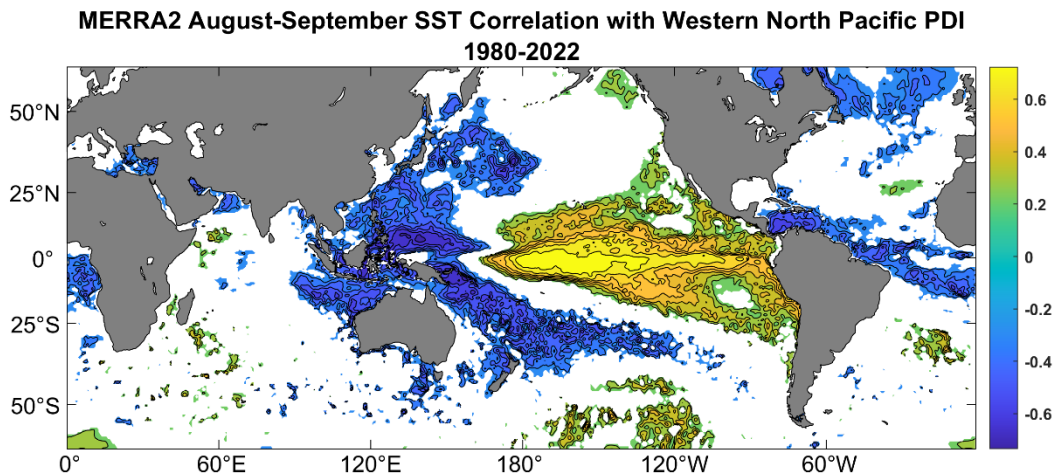 MERRA2 August-September SST Correlation with Western North Pacific PDI
1980-2022
50°N
25°N
0°
25°S
50°S
0°
60°E
120°E
180°
120°W
60°W
0.6
0.4
0.2
0
-0.2
-0.4
-0.6